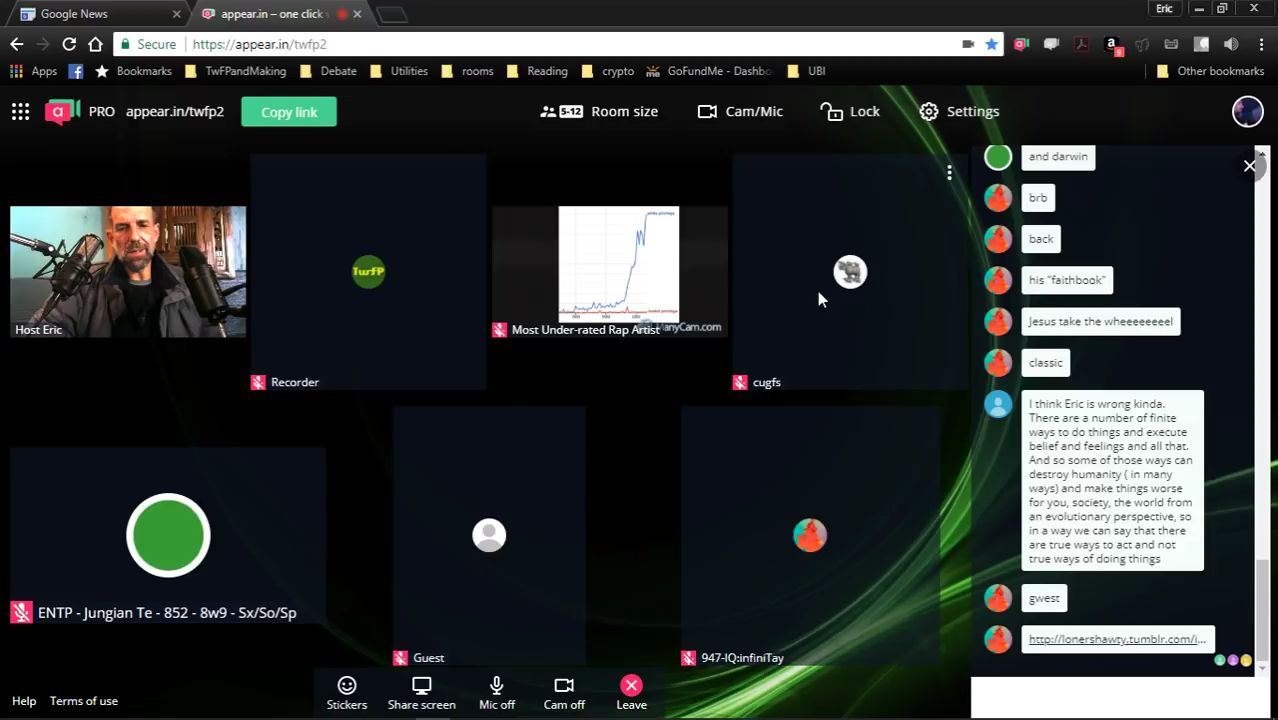 Google News
appear.in – one click
Eric
Secure
https://appear.in/twfp2
9
Apps
Bookmarks
TwFPandMaking
Debate
Utilities
rooms
Reading
crypto
GoFundMe - Dashbo
UBI
Other bookmarks
PRO
appear.in/twfp2
Copy link
5-12
Room size
Cam/Mic
Lock
Settings
and darwin
brb
back
his "faithbook"
Jesus take the wheeeeeeee!
classic
I think Eric is wrong kinda.
There are a number of finite
ways to do things and execute
belief and feelings and all that.
And so some of those ways can
destroy humanity ( in many
ways) and make things worse
for you, society, the world from
an evolutionary perspective, so
in a way we can say that there
are true ways to act and not
true ways of doing things
gwest
http://lonershawty.tumblr.com/i...
Host Eric
TwfP
Recorder
ManyCam.com
Most Under-rated Rap Artist
cugfs
ENTP - Jungian Te - 852 - 8w9 - Sx/So/Sp
Guest
947-IQ:infiniTay
Help
Terms of use
Stickers
Share screen
Mic off
Cam off
Leave